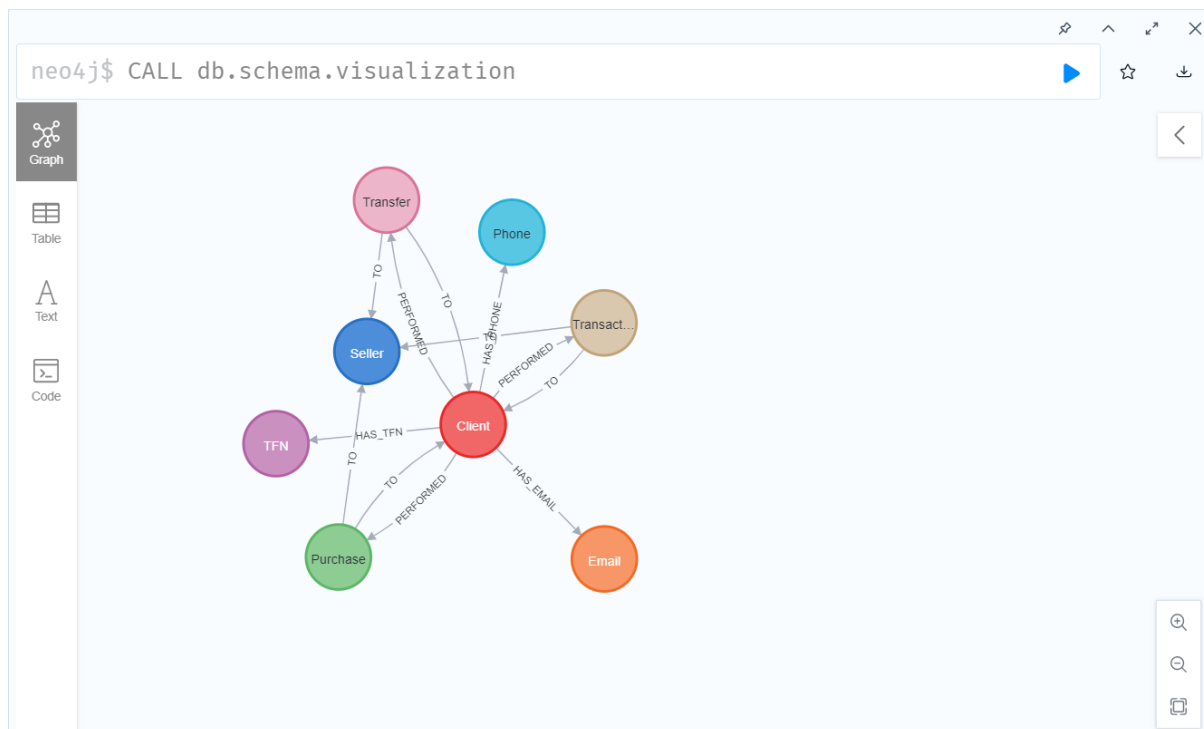 neo4j$ CALL db.schema.visualization
Graph
Table
Text
Code
Transfer
Phone
TO
PERFORMED
TO
HAS_PHONE
Transact...
Seller
PERFORMED
TO
Client
TFN
HAS_TFN
TO
TO
PERFORMED
HAS_EMAIL
Purchase
Email